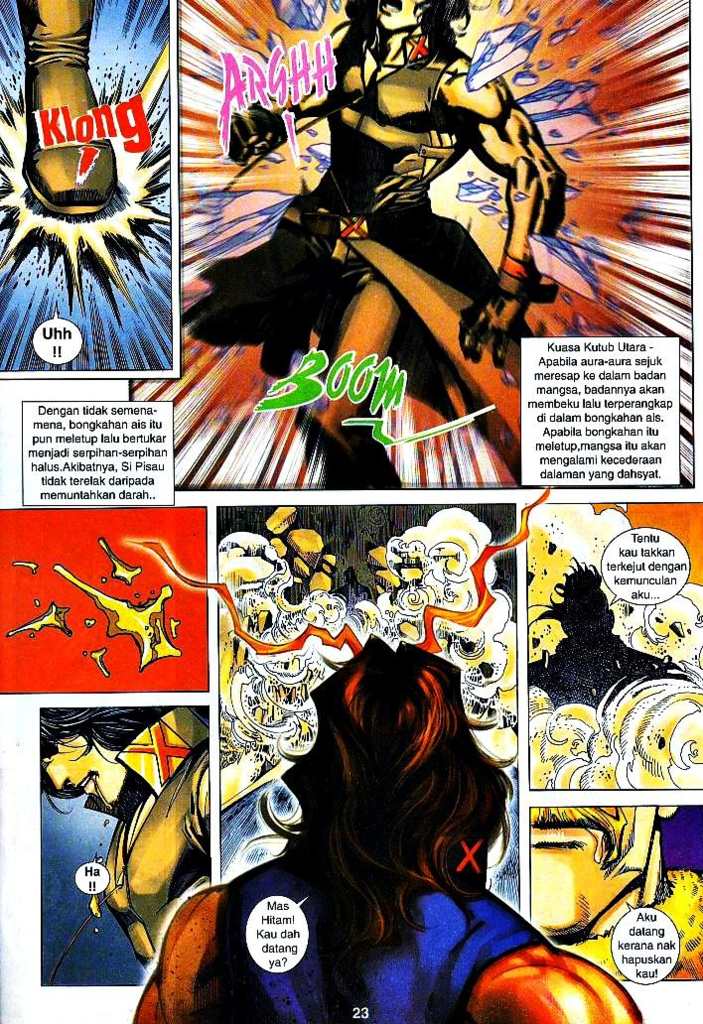 Klong
!
Uhh
!!
ARGHH
!
BOOM
Kuasa Kutub Utara -
Apabila aura-aura sejuk
meresap ke dalam badan
mangsa, badannya akan
membeku lalu terperangkap
di dalam bongkahan ais.
Apabila bongkahan itu
meletup,mangsa itu akan
mengalami kecederaan
dalaman yang dahsyat.
Dengan tidak semena-
mena, bongkahan ais itu
pun meletup lalu bertukar
menjadi serpihan-serpihan
halus.Akibatnya, Si Pisau
tidak terelak daripada
memuntahkan darah..
Tentu
kau takkan
terkejut dengan
kemunculan
aku...
Ha
!!
Mas
Hitam!
Kau dah
datang
ya?
X
Aku
datang
kerana nak
hapuskan
kau!
23